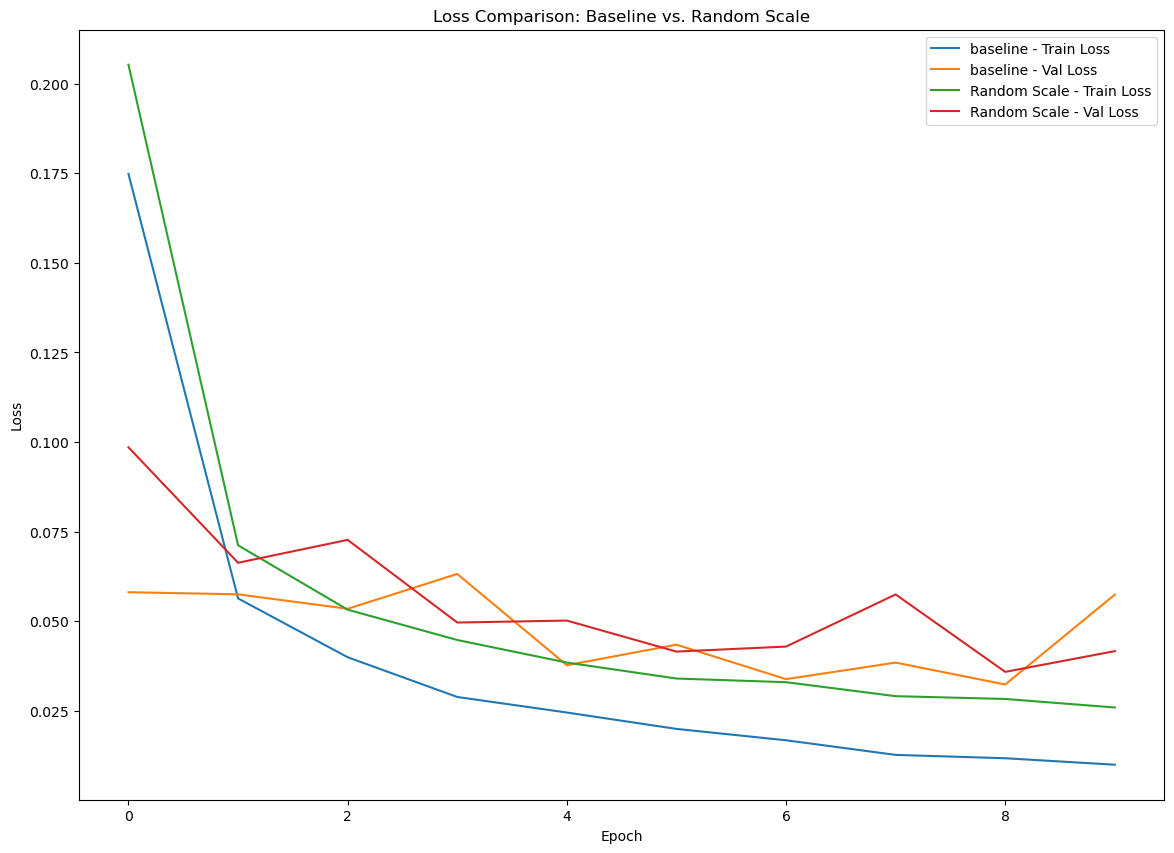 Loss Comparison: Baseline vs. Random Scale
baseline - Train Loss
baseline - Val Loss
Random Scale - Train Loss
Random Scale - Val Loss
0.200
0.175
0.150
0.125
0.100
0.075
0.050
0.025
Loss
0 2 4 6 8
Epoch